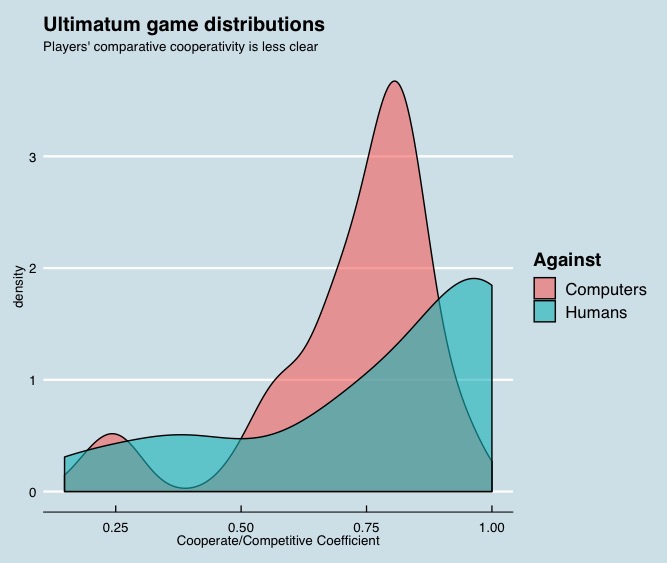 Ultimatum game distributions
Players' comparative cooperativity is less clear
3
2
1
0
density
0.25 0.50 0.75 1.00
Cooperate/Competitive Coefficient
Against
Computers
Humans